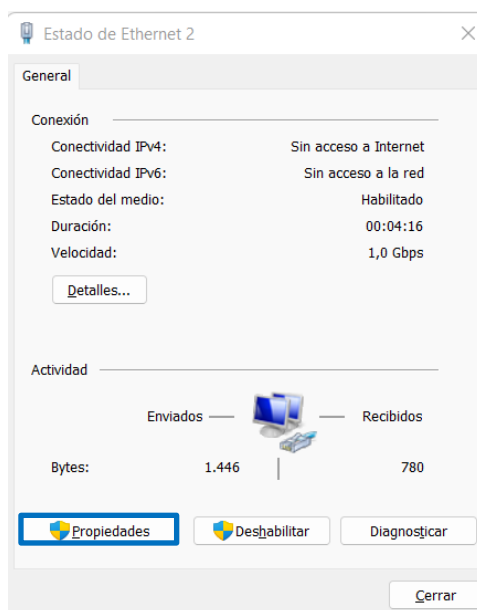 Estado de Ethernet 2
General
Conexión
Conectividad IPv4: Sin acceso a Internet
Conectividad IPv6: Sin acceso a la red
Estado del medio: Habilitado
Duración: 00:04:16
Velocidad: 1,0 Gbps
Detalles...
Actividad
Enviados Recibidos
Bytes: 1.446 780
Propiedades Deshabilitar Diagnosticar
Cerrar